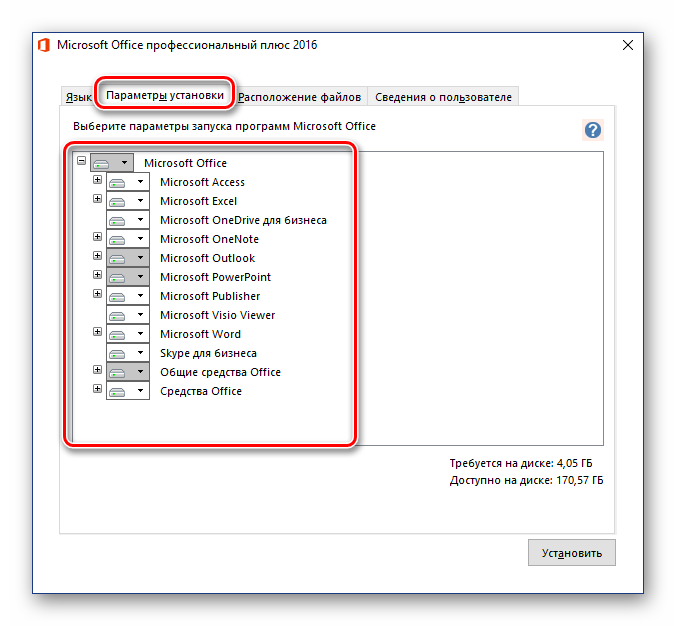 Microsoft Office профессиональный плюс 2016
Язык Параметры установки Расположение файлов Сведения о пользователе
Выберите параметры запуска программ Microsoft Office
?
Microsoft Office
Microsoft Access
Microsoft Excel
Microsoft OneDrive для бизнеса
Microsoft OneNote
Microsoft Outlook
Microsoft PowerPoint
Microsoft Publisher
Microsoft Visio Viewer
Microsoft Word
Skype для бизнеса
Общие средства Office
Средства Office
Требуется на диске: 4,05 ГБ
Доступно на диске: 170,57 ГБ
Установить